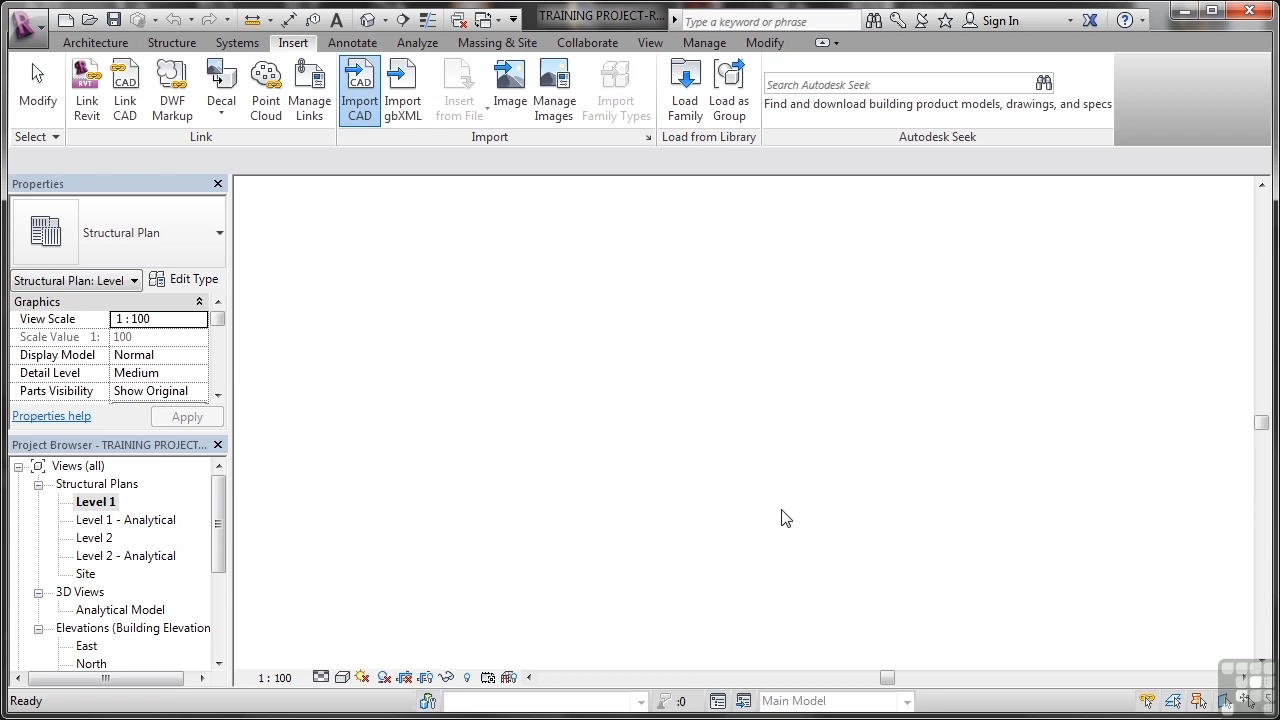 TRAINING PROJECT-R...
Type a keyword or phrase
Sign In
Architecture Structure Systems Insert Annotate Analyze Massing & Site Collaborate View Manage Modify
Modify
Link Revit
Link CAD
DWF Markup
Decal
Point Cloud
Manage Links
Import CAD
Import gbXML
Insert from File
Image
Manage Images
Import Family Types
Load Family
Load as Group
Search Autodesk Seek
Find and download building product models, drawings, and specs
Select Link Import Load from Library Autodesk Seek
Properties
Structural Plan
Structural Plan: Level Edit Type
Graphics
View Scale 1 : 100
Scale Value 1: 100
Display Model Normal
Detail Level Medium
Parts Visibility Show Original
Properties help Apply
Project Browser - TRAINING PROJECT...
Views (all)
Structural Plans
Level 1
Level 1 - Analytical
Level 2
Level 2 - Analytical
Site
3D Views
Analytical Model
Elevations (Building Elevation
East
North
1 : 100
Ready :0 Main Model